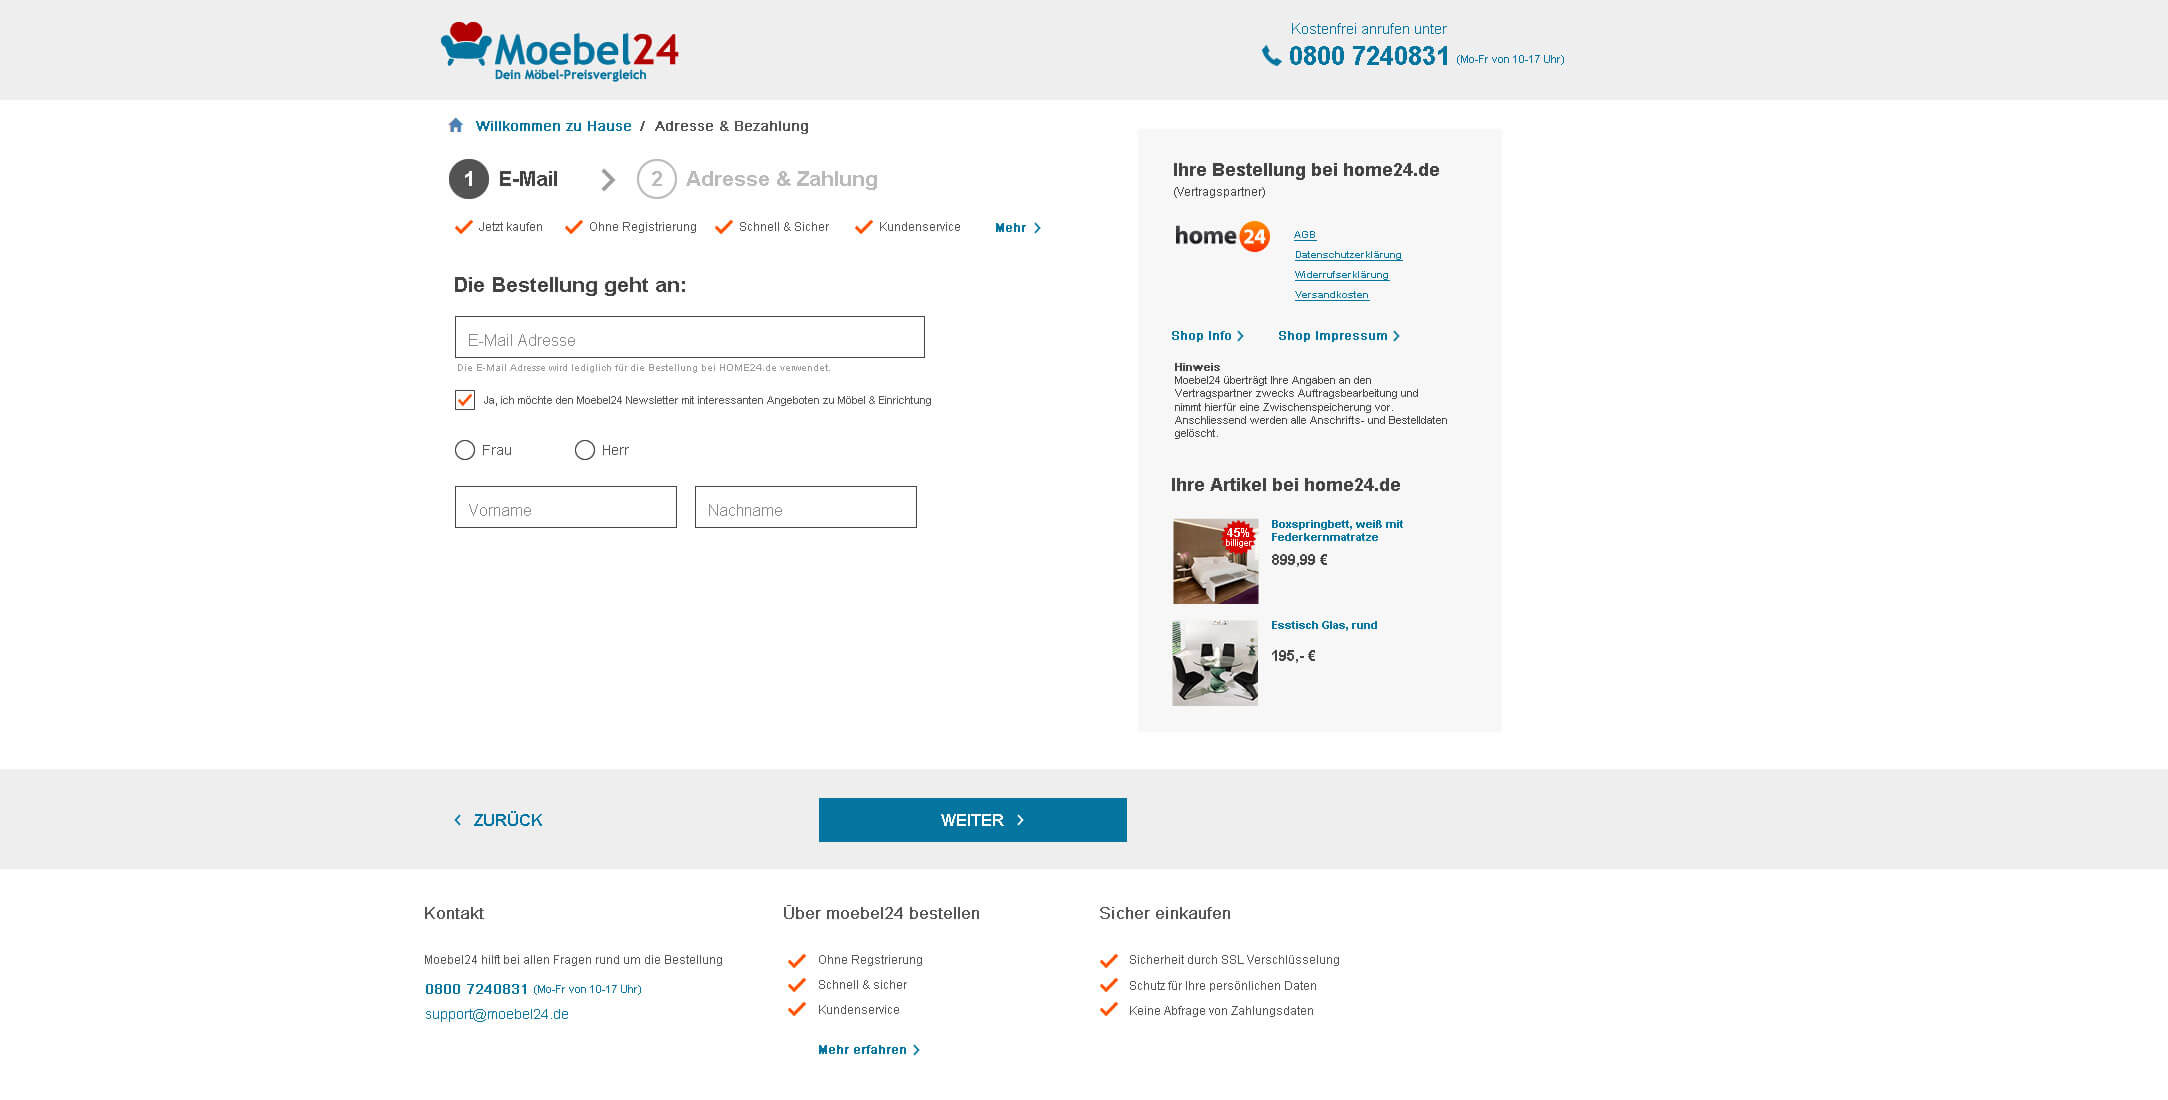 Moebel24
Dein Möbel-Preisvergleich
Kostenfrei anrufen unter
0800 7240831 (Mo-Fr von 10-17 Uhr)
Willkommen zu Hause / Adresse & Bezahlung
1 E-Mail > 2 Adresse & Zahlung
Jetzt kaufen Ohne Registrierung Schnell & Sicher Kundenservice Mehr >
Die Bestellung geht an:
E-Mail Adresse
Die E-Mail Adresse wird lediglich für die Bestellung bei HOME24.de verwendet.
Ja, ich möchte den Moebel24 Newsletter mit interessanten Angeboten zu Möbel & Einrichtung
Frau Herr
Vorname Nachname
Ihre Bestellung bei home24.de
(Vertragspartner)
home24
AGB
Datenschutzerklärung
Widerrufserklärung
Versandkosten
Shop Info > Shop Impressum >
Hinweis
Moebel24 überträgt Ihre Angaben an den
Vertragspartner zwecks Auftragsbearbeitung und
nimmt hierfür eine Zwischenspeicherung vor.
Anschliessend werden alle Anschrifts- und Bestelldaten
gelöscht.
Ihre Artikel bei home24.de
45%
billiger
Boxspringbett, weiß mit
Federkernmatratze
899,99 €
Esstisch Glas, rund
195,- €
< ZURÜCK
WEITER >
Kontakt
Moebel24 hilft bei allen Fragen rund um die Bestellung
0800 7240831 (Mo-Fr von 10-17 Uhr)
support@moebel24.de
Über moebel24 bestellen
Ohne Regstrierung
Schnell & sicher
Kundenservice
Mehr erfahren >
Sicher einkaufen
Sicherheit durch SSL Verschlüsselung
Schutz für Ihre persönlichen Daten
Keine Abfrage von Zahlungsdaten